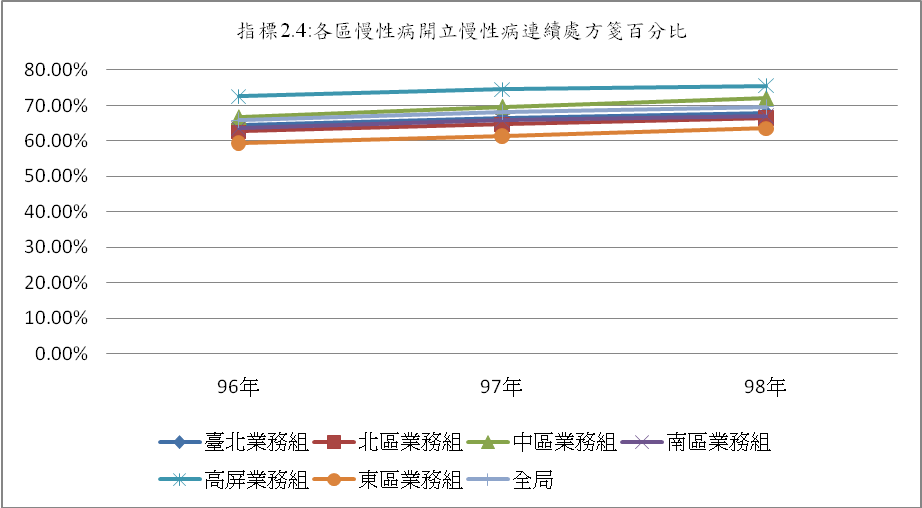 指標2.4:各區慢性病開立慢性病連續處方箋百分比
80.00%
70.00%
60.00%
50.00%
40.00%
30.00%
20.00%
10.00%
0.00%
96年 97年 98年
臺北業務組 北區業務組 中區業務組 南區業務組
高屏業務組 東區業務組 全局